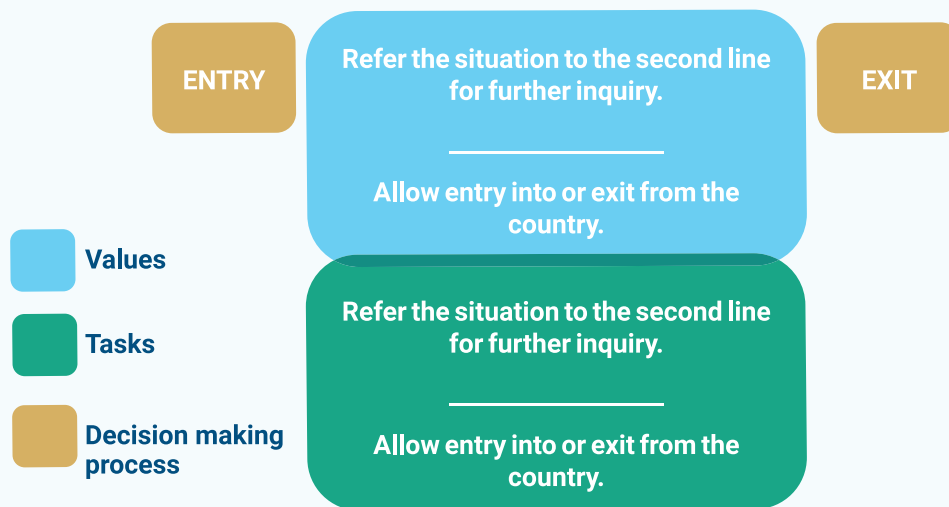 ENTRY
Refer the situation to the second line
for further inquiry.
EXIT
Allow entry into or exit from the
country.
Values
Refer the situation to the second line
for further inquiry.
Tasks
Allow entry into or exit from the
country.
Decision making
process